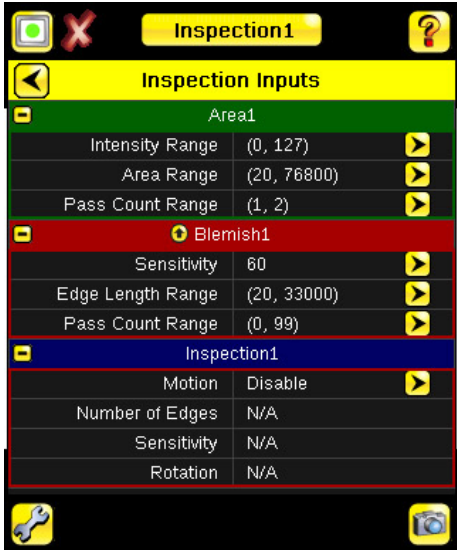 Inspection1
?
Inspection Inputs
Area1
Intensity Range (0, 127)
Area Range (20, 76800)
Pass Count Range (1, 2)
Blemish1
Sensitivity 60
Edge Length Range (20, 33000)
Pass Count Range (0, 99)
Inspection1
Motion Disable
Number of Edges N/A
Sensitivity N/A
Rotation N/A